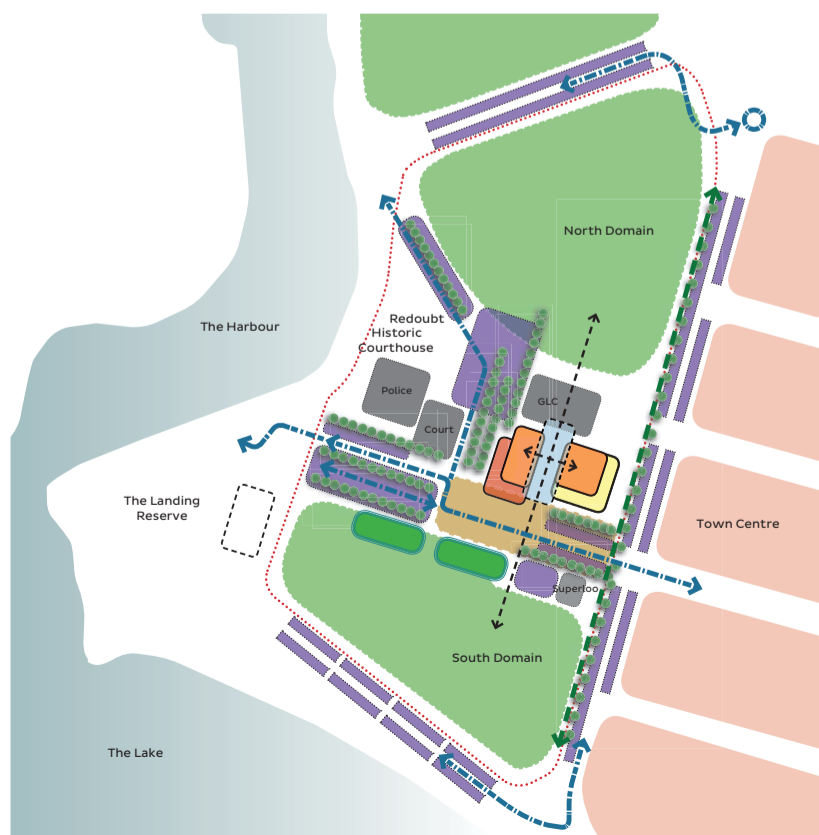 North Domain
The Harbour
Redoubt
Historic
Courthouse
Police
GLC
Court
The Landing
Reserve
Town Centre
Superloo
South Domain
The Lake